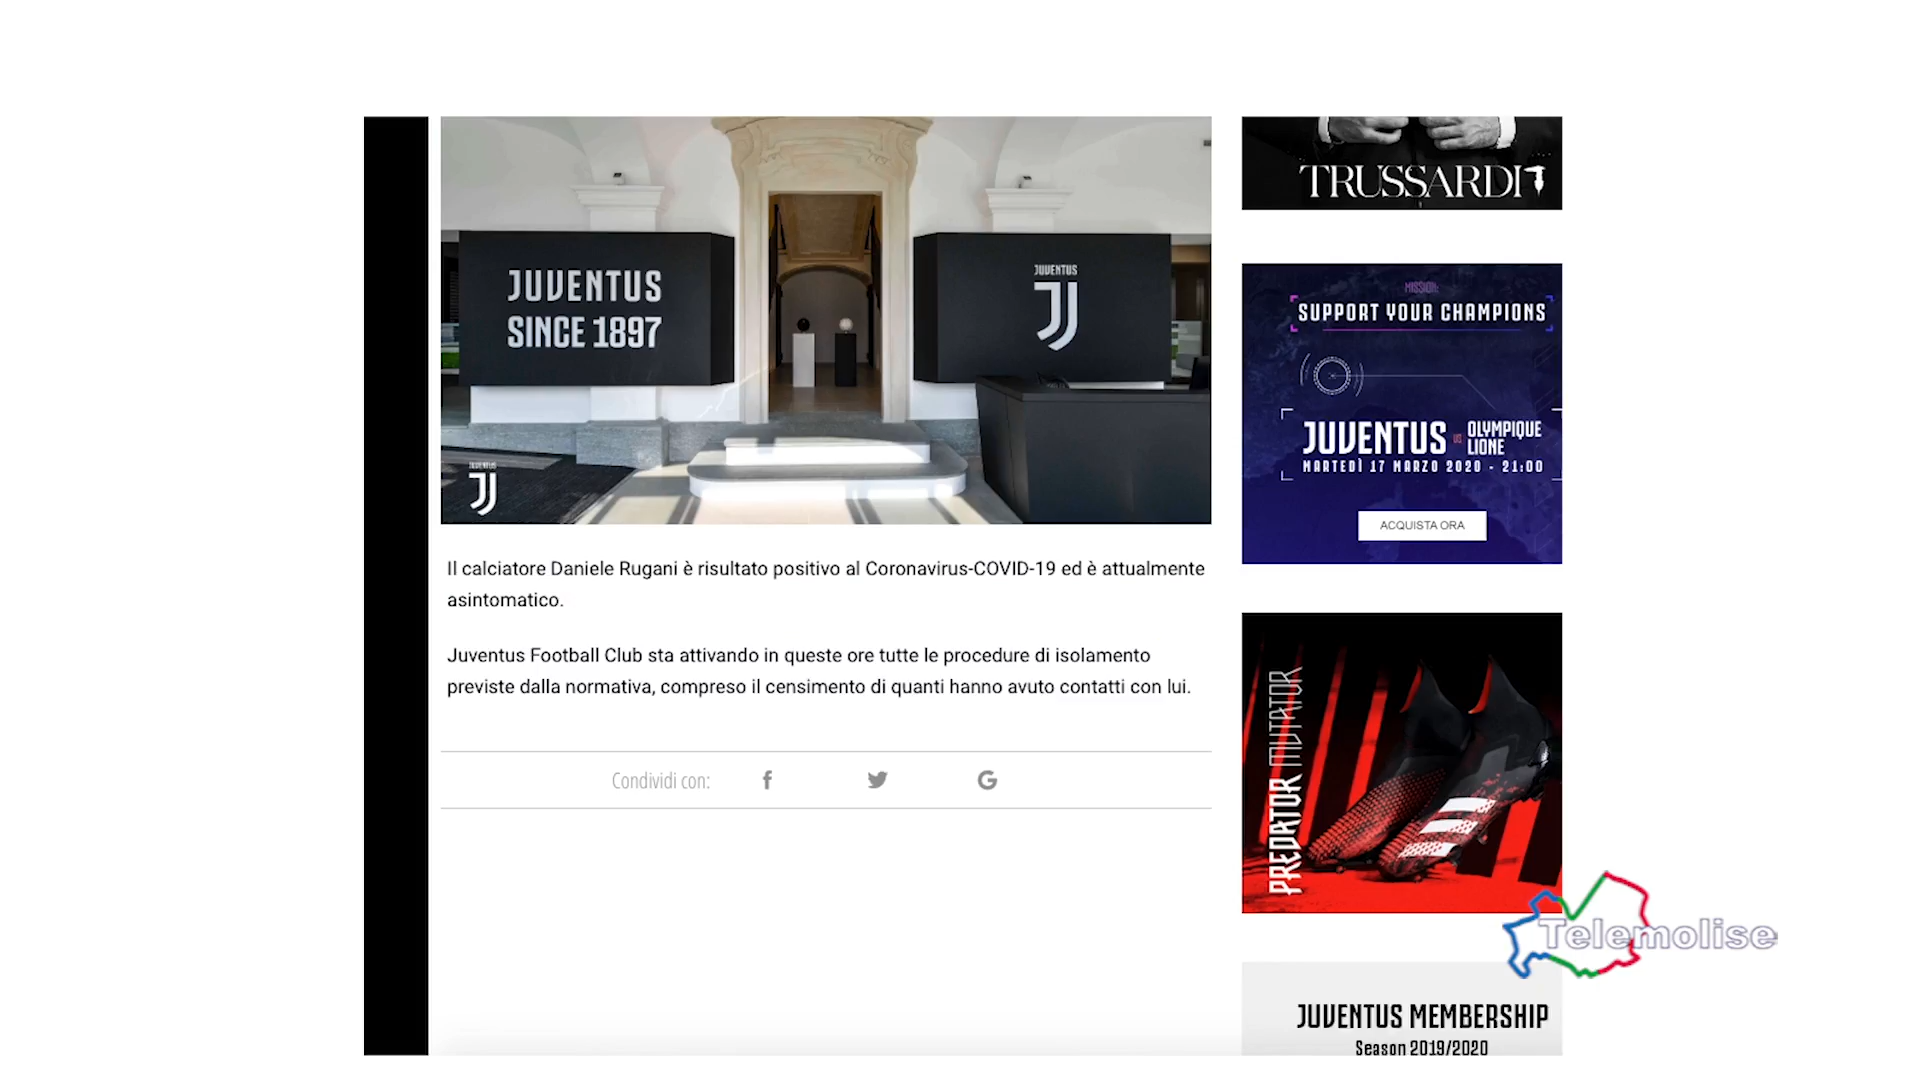 JUVENTUS
SINCE 1897
JUVENTUS
JUVENTUS
Il calciatore Daniele Rugani è risultato positivo al Coronavirus-COVID-19 ed è attualmente
asintomatico.
Juventus Football Club sta attivando in queste ore tutte le procedure di isolamento
previste dalla normativa, compreso il censimento di quanti hanno avuto contatti con lui.
Condividi con:
TRUSSARDI
MISSION:
SUPPORT YOUR CHAMPIONS
JUVENTUS VS OLYMPIQUE LIONE
MARTEDÌ 17 MARZO 2020 - 21:00
ACQUISTA ORA
PREDATOR MUTATOR
Telemolise
JUVENTUS MEMBERSHIP
Season 2019/2020